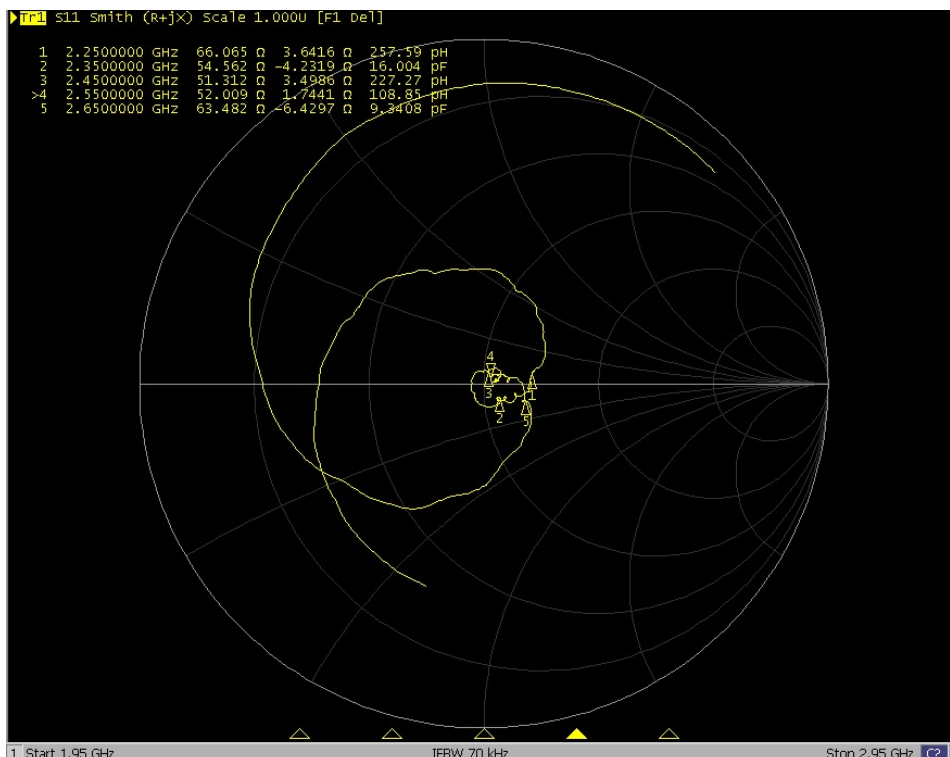 Tr1 S11 Smith (R+jX) Scale 1.000U [F1 Del]
1 2.2500000 GHz 66.065 Ω 3.6416 Ω 257.59 pH
2 2.3500000 GHz 54.562 Ω -4.2319 Ω 16.004 pF
3 2.4500000 GHz 51.312 Ω 3.4986 Ω 227.27 pH
>4 2.5500000 GHz 52.009 Ω 1.7441 Ω 108.85 pH
5 2.6500000 GHz 63.482 Ω -6.4297 Ω 9.3408 pF
4
3
1
2
5
1 Start 1.95 GHz IFBW 70 kHz Stop 2.95 GHz C?